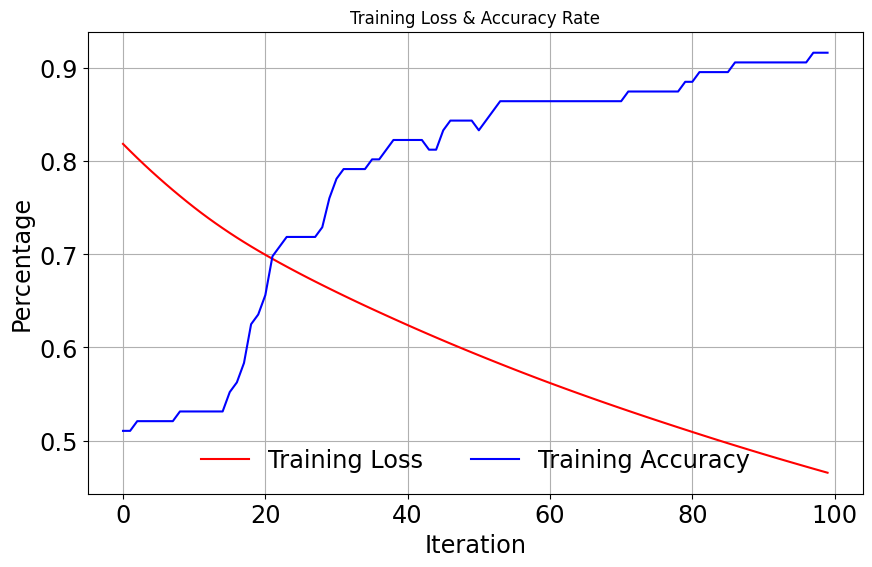 Training Loss & Accuracy Rate
Percentage
0.9
0.8
0.7
0.6
0.5
Training Loss Training Accuracy
0 20 40 60 80 100
Iteration